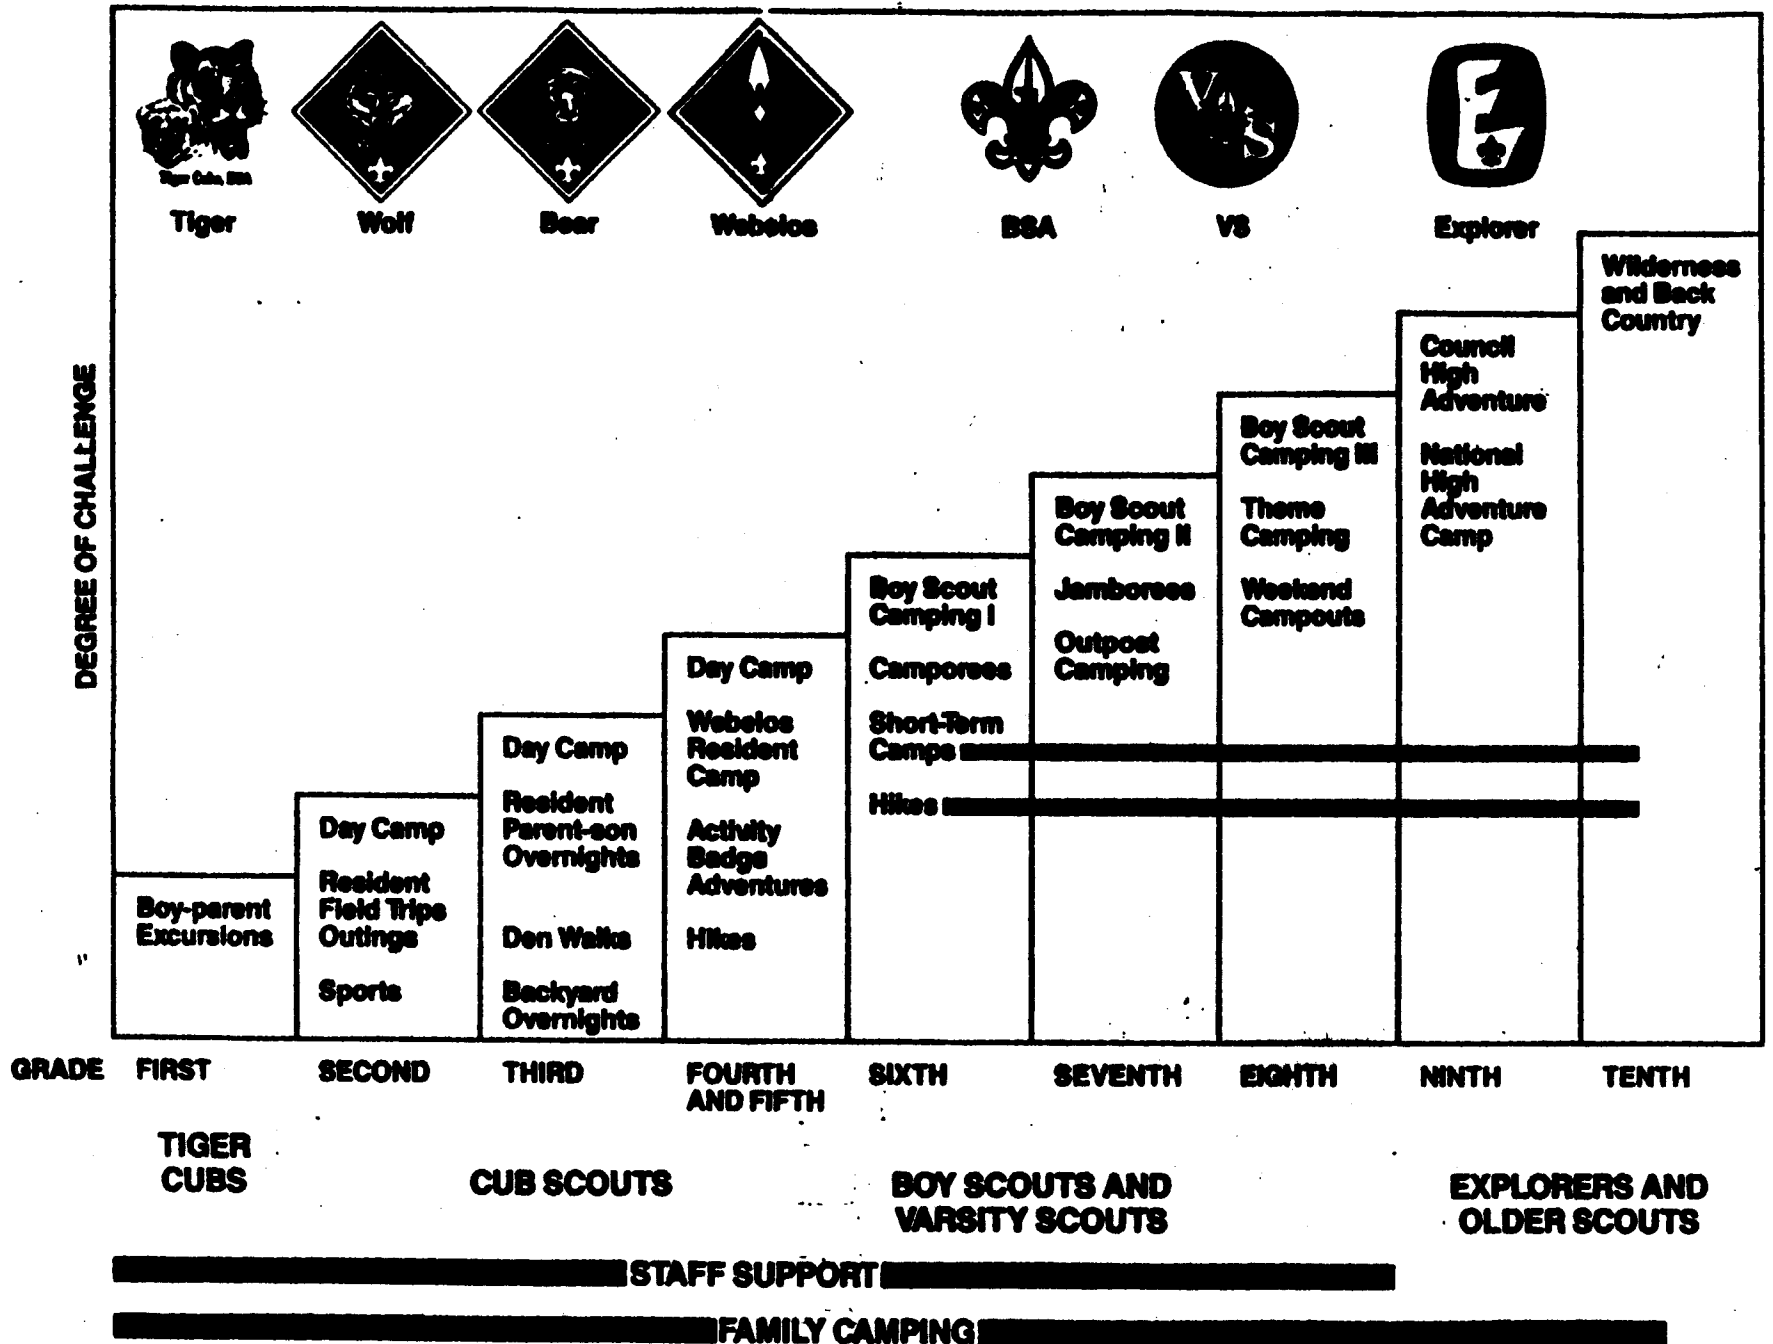 Tiger Cubs, BSA
Tiger
Wolf
Bear
Webelos
BSA
VS
Explorer
DEGREE OF CHALLENGE
Boy-parent
Excursions
Day Camp
Resident
Field Trips
Outings
Sports
Day Camp
Resident
Parent-son
Overnights
Den Walks
Backyard
Overnights
Day Camp
Webelos
Resident
Camp
Activity
Badge
Adventures
Hikes
Boy Scout
Camping I
Camporees
Short-Term
Camps
Hikes
Boy Scout
Camping II
Jamborees
Outpost
Camping
Boy Scout
Camping III
Theme
Camping
Weekend
Campouts
Council
High
Adventure
National
High
Adventure
Camp
Wilderness
and Back
Country
GRADE FIRST SECOND THIRD FOURTH SIXTH SEVENTH EIGHTH NINTH TENTH
AND FIFTH
TIGER
CUBS
CUB SCOUTS
BOY SCOUTS AND
VARSITY SCOUTS
EXPLORERS AND
OLDER SCOUTS
STAFF SUPPORT
FAMILY CAMPING